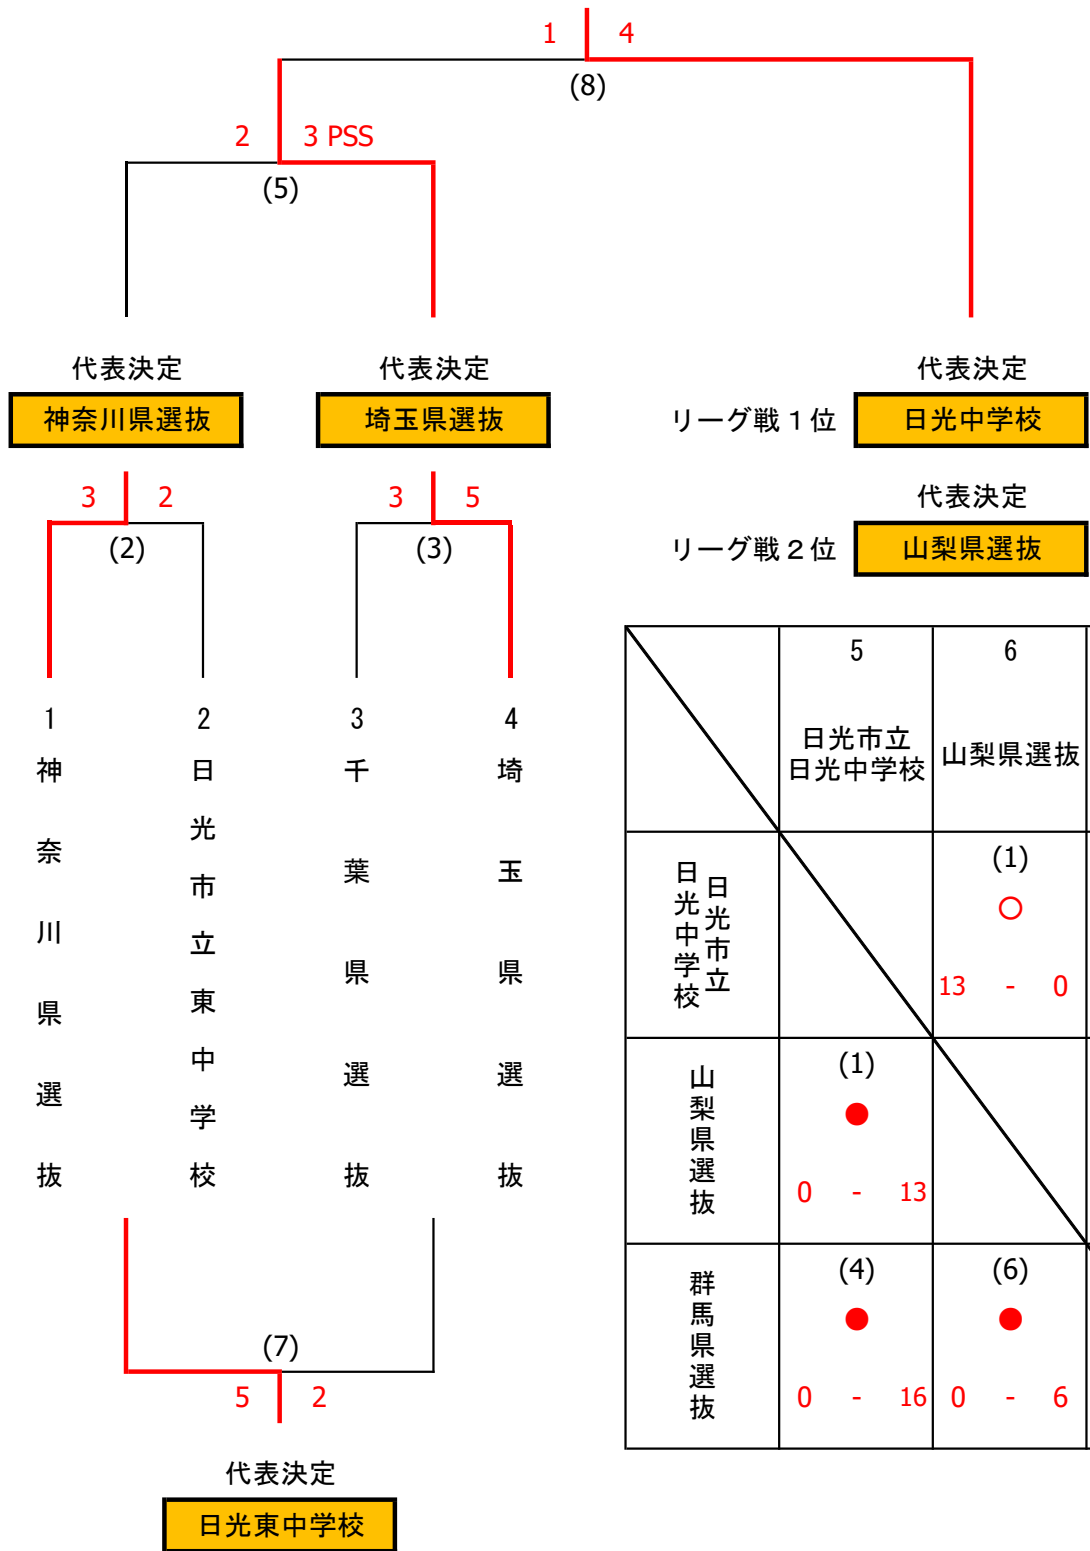 1 4
(8)
2 3 PSS
(5)
代表決定 代表決定 代表決定
神奈川県選抜 埼玉県選抜 リーグ戦１位 日光中学校
代表決定
リーグ戦２位 山梨県選抜
3 2 3 5
(2) (3)
1 2 3 4
神奈川県選抜
日光市立東中学校
千葉県選抜
埼玉県選抜
5 6
日光市立
日光中学校
山梨県選抜
日光市立
日光中学校
(1)
○
13 - 0
山梨県選抜
(1)
●
0 - 13
群馬県選抜
(4) (6)
● ●
0 - 16 0 - 6
(7)
5 2
代表決定
日光東中学校